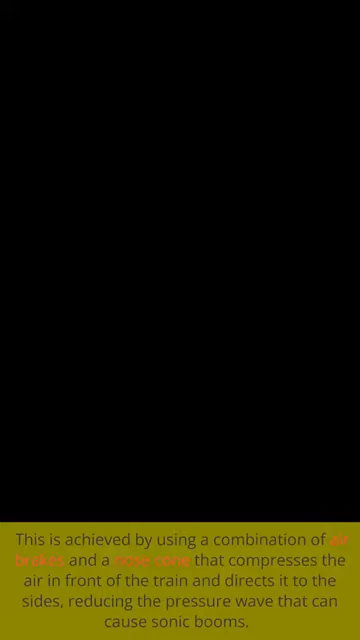 This is achieved by using a combination of air
brakes and a nose cone that compresses the
air in front of the train and directs it to the
sides, reducing the pressure wave that can
cause sonic booms.